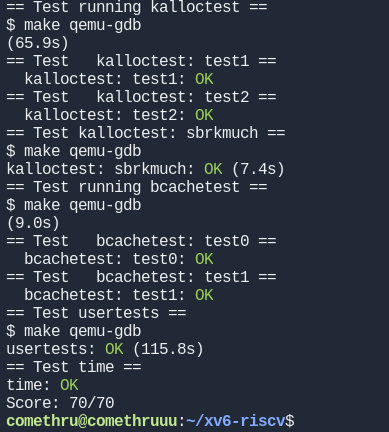 == Test running kalloctest ==
$ make qemu-gdb
(65.9s)
== Test   kalloctest: test1 ==
  kalloctest: test1: OK
== Test   kalloctest: test2 ==
  kalloctest: test2: OK
== Test kalloctest: sbrkmuch ==
$ make qemu-gdb
kalloctest: sbrkmuch: OK (7.4s)
== Test running bcachetest ==
$ make qemu-gdb
(9.0s)
== Test   bcachetest: test0 ==
  bcachetest: test0: OK
== Test   bcachetest: test1 ==
  bcachetest: test1: OK
== Test usertests ==
$ make qemu-gdb
usertests: OK (115.8s)
== Test time ==
time: OK
Score: 70/70
comethru@comethruuu:~/xv6-riscv$